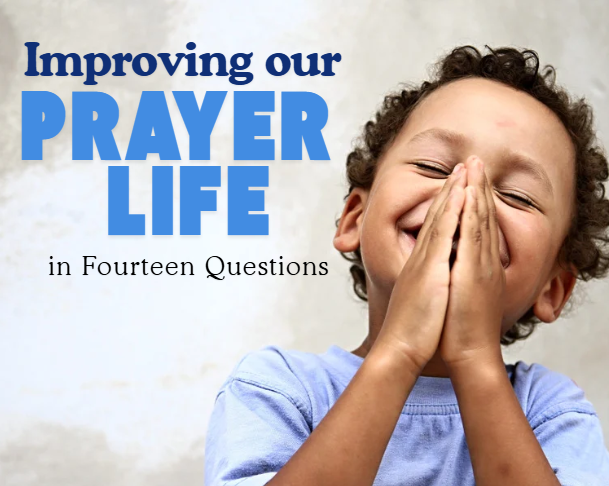 Improving our
PRAYER
LIFE
in Fourteen Questions